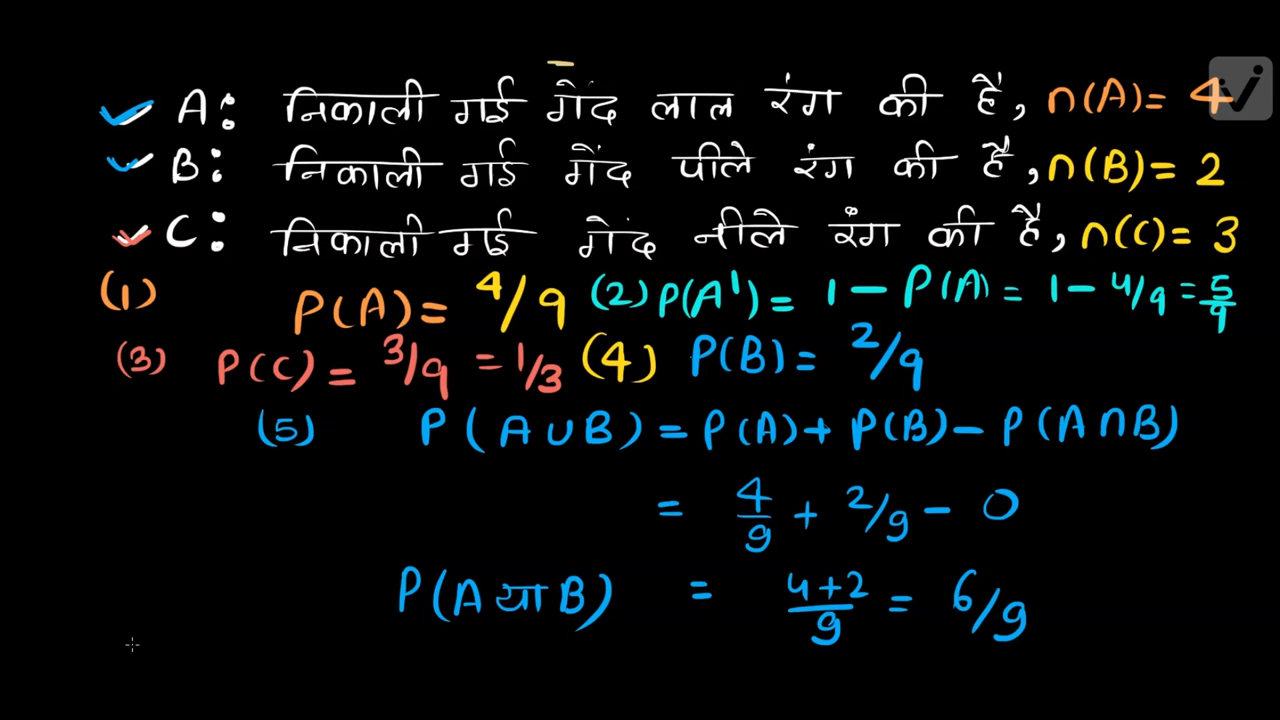 A: निकाली गई गेंद लाल रंग की है, n(A)= 4
B: निकाली गई गेंद पीले रंग की है, n(B)= 2
C: निकाली गई गेंद नीले रंग की है, n(C)= 3
(1) P(A)= 4/9 (2) P(A')= 1 - P(A) = 1 - 4/9 = 5/9
(3) P(C) = 3/9 = 1/3 (4) P(B)= 2/9
(5) P(A∪B) = P(A)+ P(B) - P(A∩B)
= 4/9 + 2/9 - 0
P(A या B) = 4+2/9 = 6/9